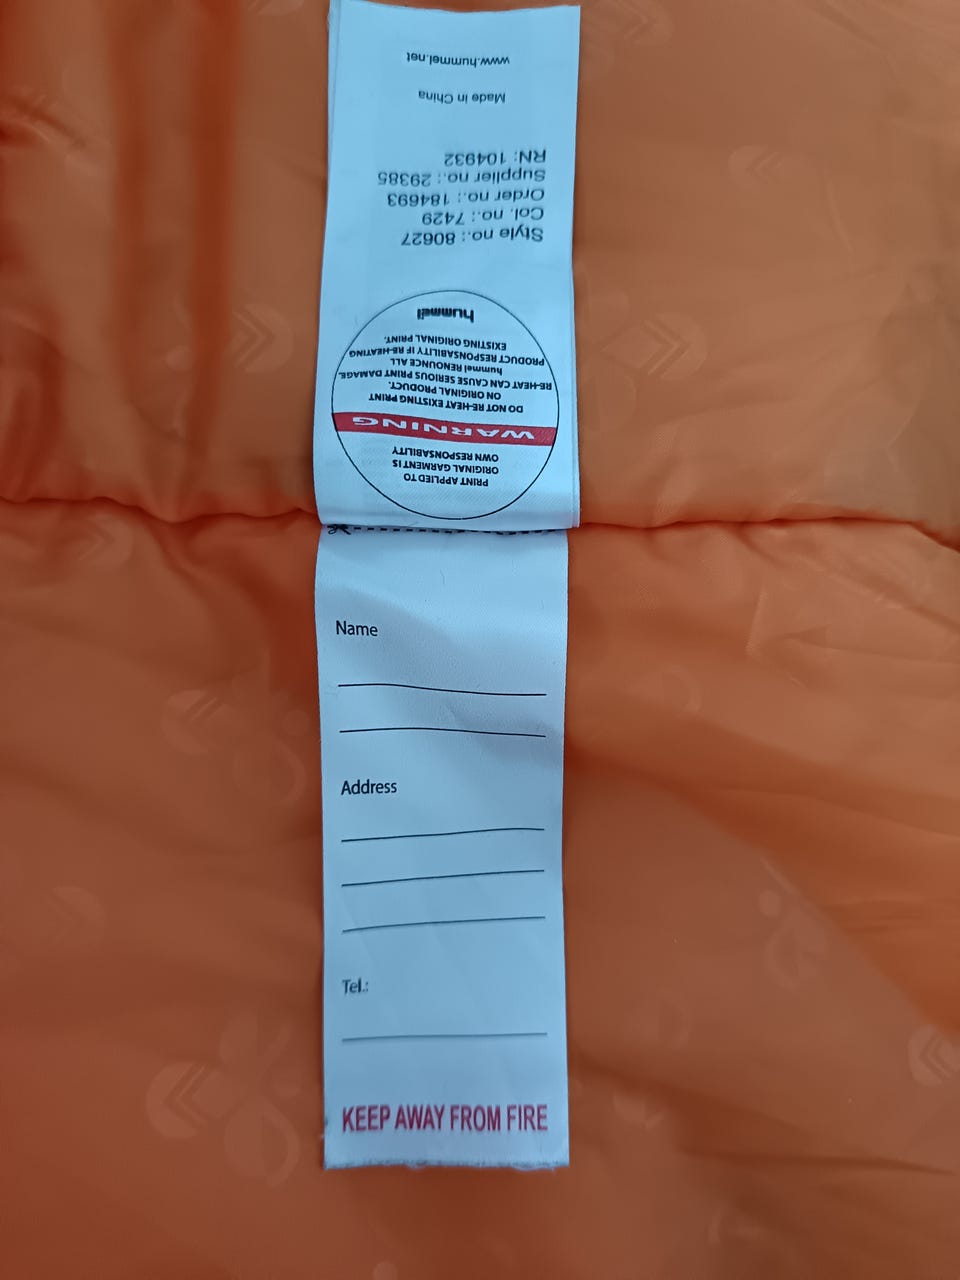 PRINT APPLIED TO
ORIGINAL GARMENT IS
OWN RESPONSABILITY
WARNING
DO NOT RE-HEAT EXISTING PRINT
ON ORIGINAL PRODUCT.
RE-HEAT CAN CAUSE SERIOUS PRINT DAMAGE.
hummel RENOUNCE ALL
PRODUCT RESPONSABILITY IF RE-HEATING
EXISTING ORIGINAL PRINT.
hummel
Style no.: 80627
Col. no.: 7429
Order no.: 184693
Supplier no.: 29385
RN: 104932
Made in China
www.hummel.net
Name
Address
Tel.:
KEEP AWAY FROM FIRE